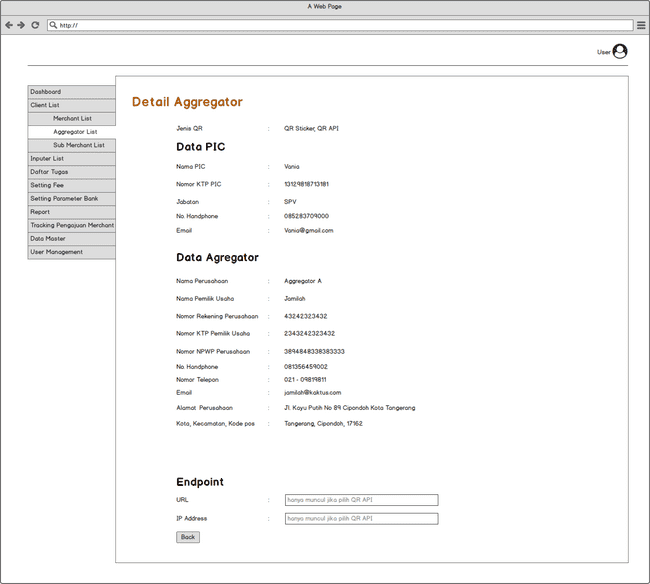 A Web Page
http://
User
Dashboard
Client List
Merchant List
Aggregator List
Sub Merchant List
Inputer List
Daftar Tugas
Setting Fee
Setting Parameter Bank
Report
Tracking Pengajuan Merchant
Data Master
User Management
Detail Aggregator
Jenis QR : QR Sticker, QR API
Data PIC
Nama PIC : Vania
Nomor KTP PIC : 13129818713181
Jabatan : SPV
No. Handphone : 085283709000
Email : Vania@gmail.com
Data Agregator
Nama Perusahaan : Aggregator A
Nama Pemilik Usaha : Jamilah
Nomor Rekening Perusahaan : 43242323432
Nomor KTP Pemilik Usaha : 2343242323432
Nomor NPWP Perusahaan : 3894848338383333
No. Handphone : 081356459002
Nomor Telepon : 021 - 09819811
Email : jamilah@kaktus.com
Alamat Perusahaan : Jl. Kayu Putih No 89 Cipondoh Kota Tangerang
Kota, Kecamatan, Kode pos : Tangerang, Cipondoh, 17162
Endpoint
URL : hanya muncul jika pilih QR API
IP Address : hanya muncul jika pilih QR API
Back